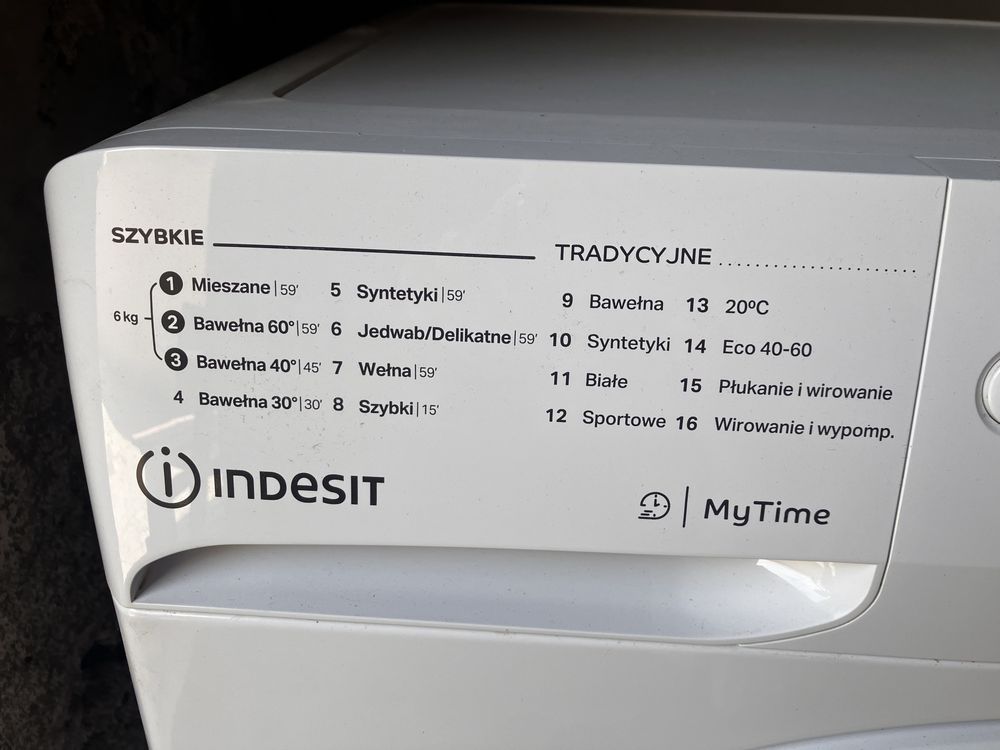 SZYBKIE
1 Mieszane|59'
2 Bawełna 60°|59'
3 Bawełna 40°|45'
6 kg
4 Bawełna 30°|30'
5 Syntetyki|59'
6 Jedwab/Delikatne|59'
7 Wełna|59'
8 Szybki|15'
TRADYCYJNE
9 Bawełna
10 Syntetyki
11 Białe
12 Sportowe
13 20ºC
14 Eco 40-60
15 Płukanie i wirowanie
16 Wirowanie i wypomp.
INDESIT
MyTime